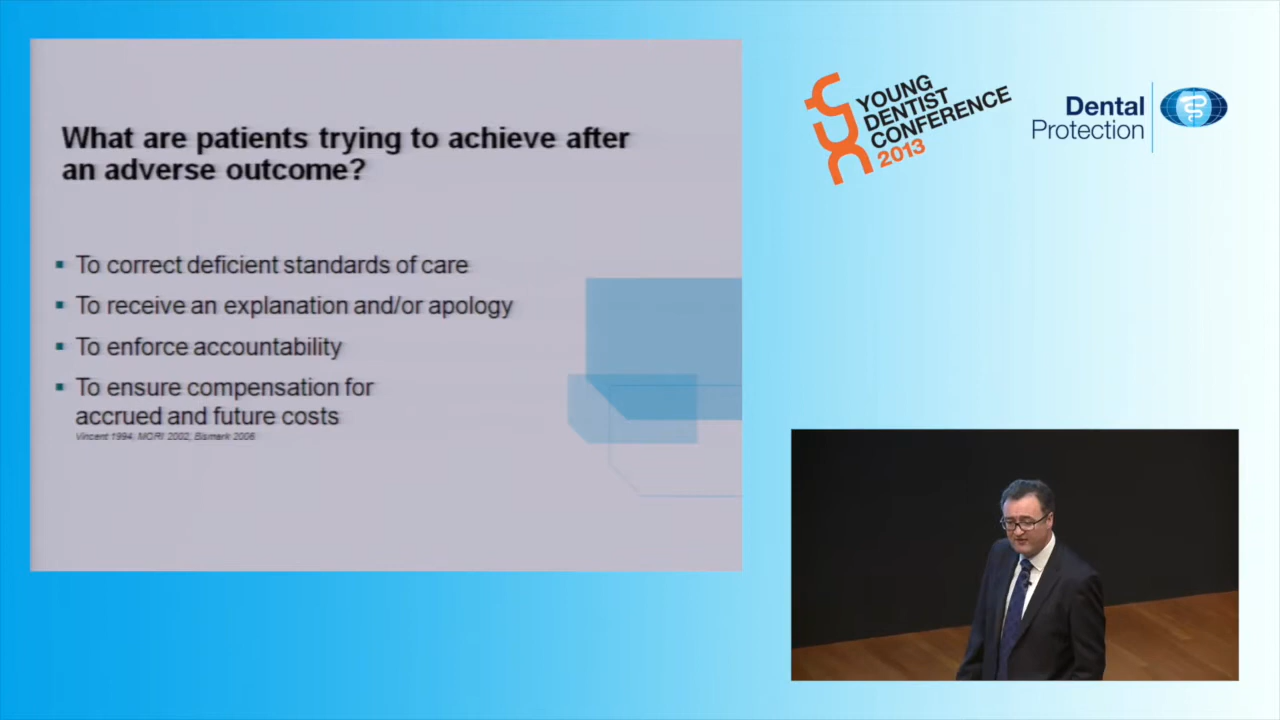 What are patients trying to achieve after
an adverse outcome?
To correct deficient standards of care
To receive an explanation and/or apology
To enforce accountability
To ensure compensation for
accrued and future costs
Vincent 1994, MORI 2002, Bismark 2006
YOUNG
DENTIST
CONFERENCE
2013
Dental
Protection